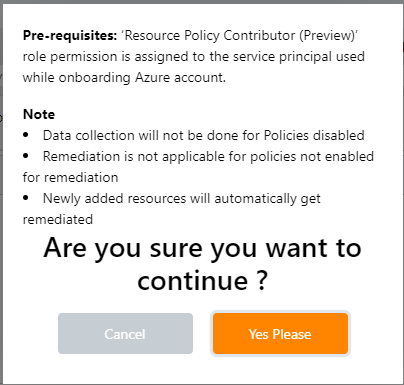 Pre-requisites: ‘Resource Policy Contributor (Preview)’
role permission is assigned to the service principal used
while onboarding Azure account.
Note
• Data collection will not be done for Policies disabled
• Remediation is not applicable for policies not enabled
for remediation
• Newly added resources will automatically get
remediated
Are you sure you want to
continue ?
Cancel Yes Please